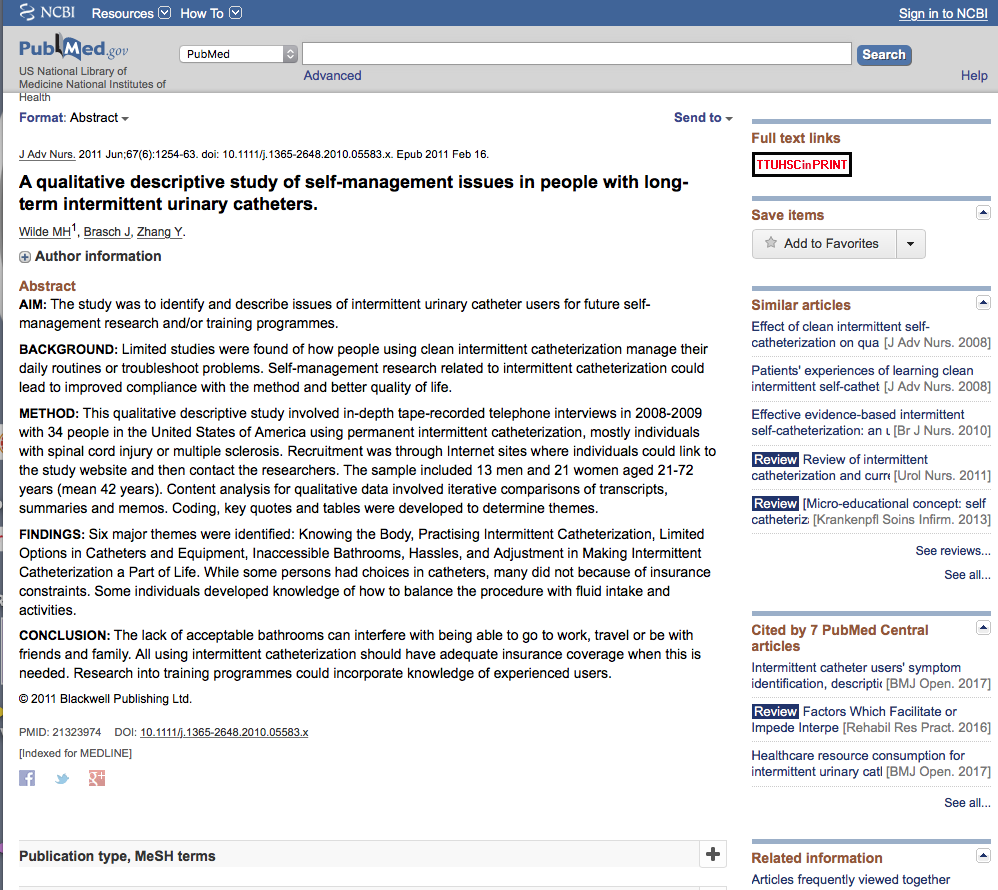 NCBI Resources How To Sign in to NCBI
PubMed.gov
US National Library of
Medicine National Institutes of
Health
PubMed
Search
Advanced
Help
Format: Abstract
Send to
J Adv Nurs. 2011 Jun;67(6):1254-63. doi: 10.1111/j.1365-2648.2010.05583.x. Epub 2011 Feb 16.
A qualitative descriptive study of self-management issues in people with long-
term intermittent urinary catheters.
Wilde MH1, Brasch J, Zhang Y.
Author information
Abstract
AIM: The study was to identify and describe issues of intermittent urinary catheter users for future self-
management research and/or training programmes.
BACKGROUND: Limited studies were found of how people using clean intermittent catheterization manage their
daily routines or troubleshoot problems. Self-management research related to intermittent catheterization could
lead to improved compliance with the method and better quality of life.
METHOD: This qualitative descriptive study involved in-depth tape-recorded telephone interviews in 2008-2009
with 34 people in the United States of America using permanent intermittent catheterization, mostly individuals
with spinal cord injury or multiple sclerosis. Recruitment was through Internet sites where individuals could link to
the study website and then contact the researchers. The sample included 13 men and 21 women aged 21-72
years (mean 42 years). Content analysis for qualitative data involved iterative comparisons of transcripts,
summaries and memos. Coding, key quotes and tables were developed to determine themes.
FINDINGS: Six major themes were identified: Knowing the Body, Practising Intermittent Catheterization, Limited
Options in Catheters and Equipment, Inaccessible Bathrooms, Hassles, and Adjustment in Making Intermittent
Catheterization a Part of Life. While some persons had choices in catheters, many did not because of insurance
constraints. Some individuals developed knowledge of how to balance the procedure with fluid intake and
activities.
CONCLUSION: The lack of acceptable bathrooms can interfere with being able to go to work, travel or be with
friends and family. All using intermittent catheterization should have adequate insurance coverage when this is
needed. Research into training programmes could incorporate knowledge of experienced users.
© 2011 Blackwell Publishing Ltd.
PMID: 21323974 DOI: 10.1111/j.1365-2648.2010.05583.x
[Indexed for MEDLINE]
Publication type, MeSH terms
Full text links
TTUHSCinPRINT
Save items
Add to Favorites
Similar articles
Effect of clean intermittent self-
catheterization on qua [J Adv Nurs. 2008]
Patients' experiences of learning clean
intermittent self-cathet [J Adv Nurs. 2008]
Effective evidence-based intermittent
self-catheterization: an u [Br J Nurs. 2010]
Review Review of intermittent
catheterization and curre [Urol Nurs. 2011]
Review [Micro-educational concept: self
catheteriz [Krankenpfl Soins Infirm. 2013]
See reviews...
See all...
Cited by 7 PubMed Central
articles
Intermittent catheter users' symptom
identification, descriptic [BMJ Open. 2017]
Review Factors Which Facilitate or
Impede Interpe [Rehabil Res Pract. 2016]
Healthcare resource consumption for
intermittent urinary catl [BMJ Open. 2017]
See all...
Related information
Articles frequently viewed together